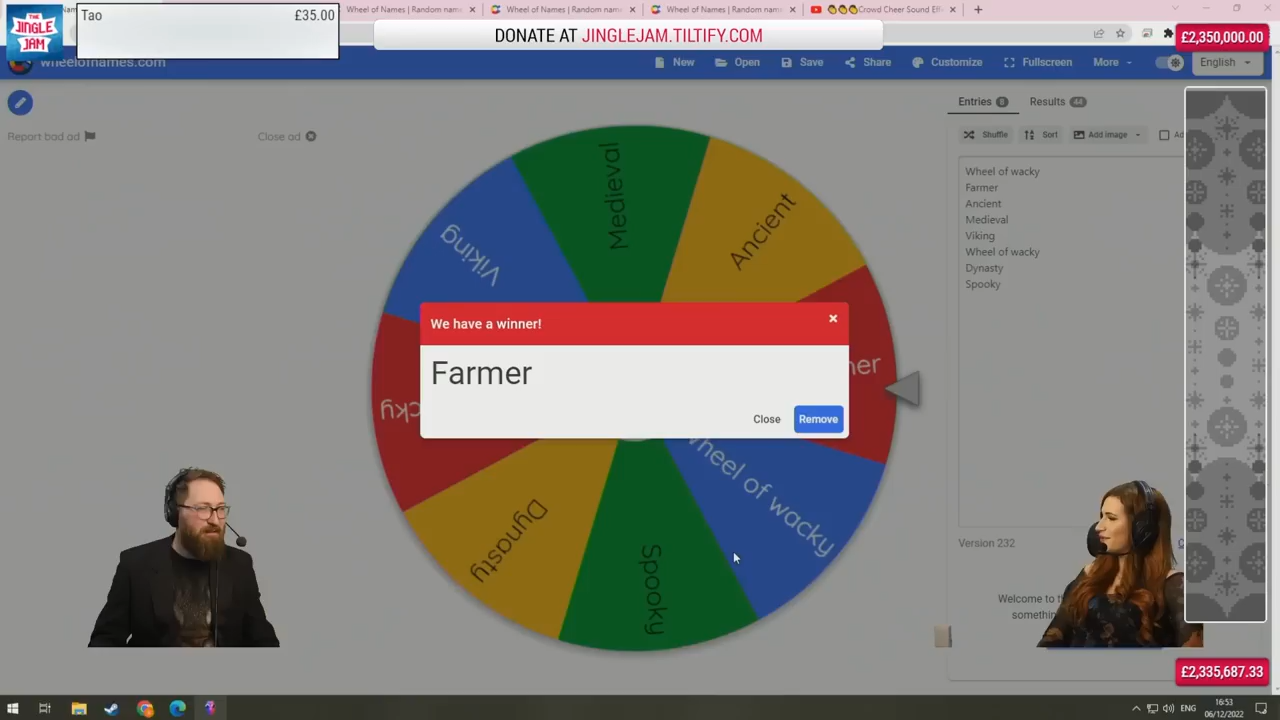 Wheel of Names | Random name
Wheel of Names | Random name
Wheel of Names | Random name
Crowd Cheer Sound Eff
THE JINGLE JAM
Tao £35.00
DONATE AT JINGLEJAM.TILTIFY.COM
£2,350,000.00
wheelofnames.com
New
Open
Save
Share
Customize
Fullscreen
More
English
Report bad ad
Close ad
Entries 8
Results 44
Shuffle
Sort
Add image
Wheel of wacky
Farmer
Ancient
Medieval
Viking
Wheel of wacky
Dynasty
Spooky
Medieval
Ancient
Viking
We have a winner!
Farmer
Close
Remove
Wheel of wacky
Spooky
Dynasty
Version 232
Welcome to
£2,335,687.33
ENG
16:53
06/12/2022